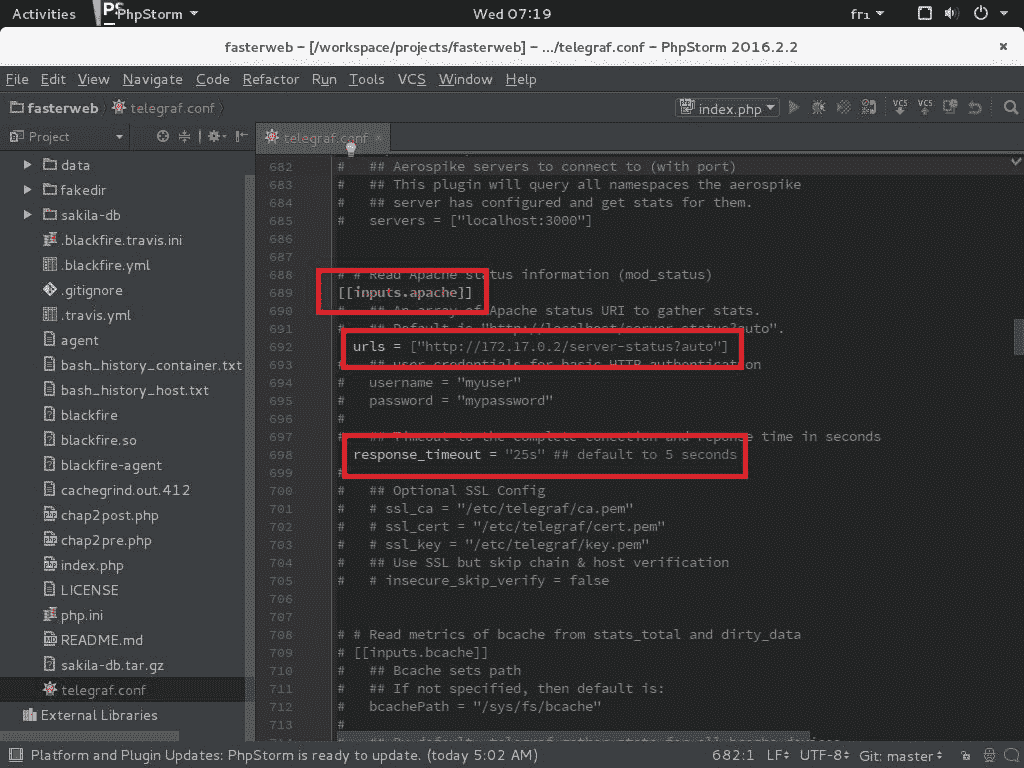 Activities PhpStorm Wed 07:19 fr1
fasterweb – [/workspace/projects/fasterweb] – .../telegraf.conf – PhpStorm 2016.2.2
File Edit View Navigate Code Refactor Run Tools VCS Window Help
fasterweb telegraf.conf index.php VCS VCS
Project telegraf.conf
data
fakedir
sakila-db
.blackfire.travis.ini
.blackfire.yml
.gitignore
.travis.yml
agent
bash_history_container.txt
bash_history_host.txt
blackfire
blackfire.so
blackfire-agent
cachegrind.out.412
chap2post.php
chap2pre.php
index.php
LICENSE
php.ini
README.md
sakila-db.tar.gz
telegraf.conf
External Libraries
682 # ## Aerospike servers to connect to (with port)
683 # ## This plugin will query all namespaces the aerospike
684 # ## server has configured and get stats for them.
685 # servers = ["localhost:3000"]
686
687
688 # # Read Apache status information (mod_status)
689 [[inputs.apache]]
690 # ## An array of Apache status URI to gather stats.
691 # ## Default is "http://localhost/server-status?auto".
692 urls = ["http://172.17.0.2/server-status?auto"]
693 # ## user credentials for basic HTTP authentication
694 # username = "myuser"
695 # password = "mypassword"
696 #
697 # ## Timeout to the complete conection and reponse time in seconds
698 response_timeout = "25s" ## default to 5 seconds
699 #
700 # ## Optional SSL Config
701 # # ssl_ca = "/etc/telegraf/ca.pem"
702 # # ssl_cert = "/etc/telegraf/cert.pem"
703 # # ssl_key = "/etc/telegraf/key.pem"
704 # ## Use SSL but skip chain & host verification
705 # # insecure_skip_verify = false
706
707
708 # # Read metrics of bcache from stats_total and dirty_data
709 # [[inputs.bcache]]
710 # ## Bcache sets path
711 # ## If not specified, then default is:
712 # bcachePath = "/sys/fs/bcache"
713 #
Platform and Plugin Updates: PhpStorm is ready to update. (today 5:02 AM) 682:1 LF UTF-8 Git: master